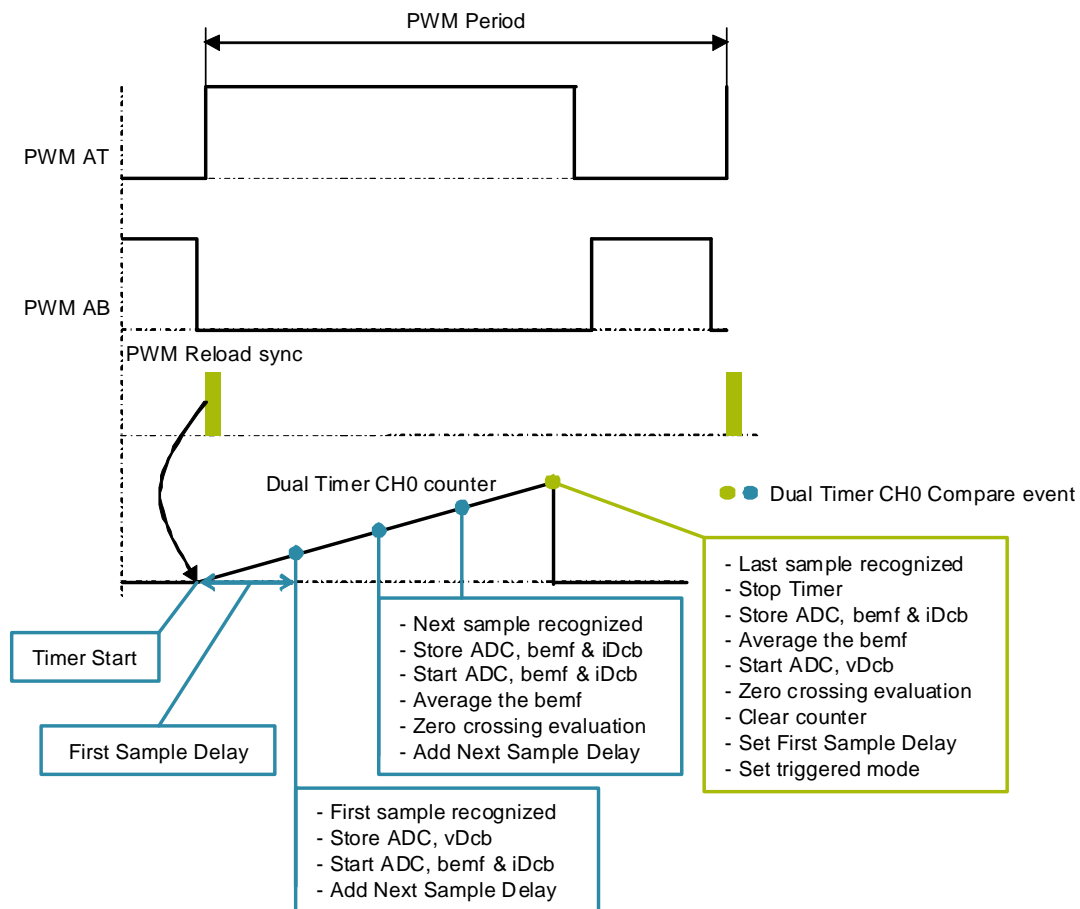 PWM Period
PWM AT
PWM AB
PWM Reload sync
Dual Timer CH0 counter
Dual Timer CH0 Compare event
Timer Start
First Sample Delay
- Next sample recognized
- Store ADC, bemf & iDcb
- Start ADC, bemf & iDcb
- Average the bemf
- Zero crossing evaluation
- Add Next Sample Delay
- Last sample recognized
- Stop Timer
- Store ADC, bemf & iDcb
- Average the bemf
- Start ADC, vDcb
- Zero crossing evaluation
- Clear counter
- Set First Sample Delay
- Set triggered mode
- First sample recognized
- Store ADC, vDcb
- Start ADC, bemf & iDcb
- Add Next Sample Delay